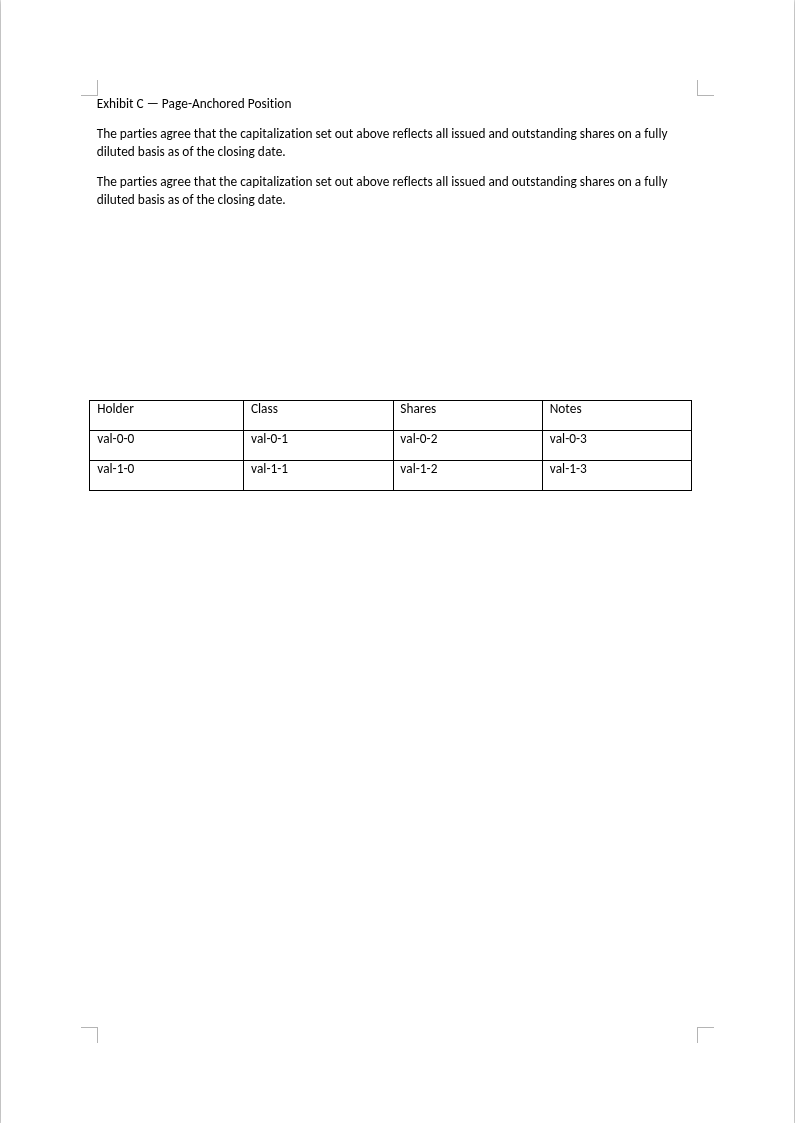 Exhibit C — Page-Anchored Position
The parties agree that the capitalization set out above reflects all issued and outstanding shares on a fully
diluted basis as of the closing date.
The parties agree that the capitalization set out above reflects all issued and outstanding shares on a fully
diluted basis as of the closing date.
Holder Class Shares Notes
val-0-0 val-0-1 val-0-2 val-0-3
val-1-0 val-1-1 val-1-2 val-1-3